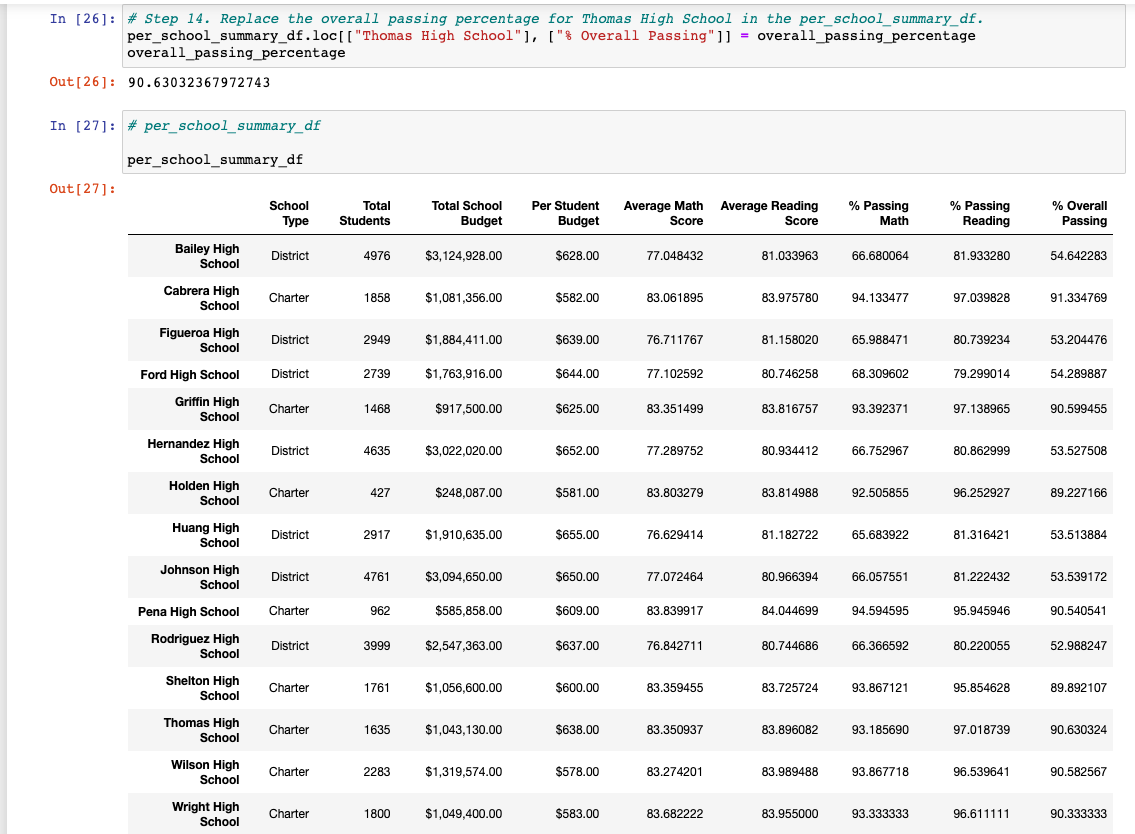 In [26]: # Step 14. Replace the overall passing percentage for Thomas High School in the per_school_summary_df.
per_school_summary_df.loc[["Thomas High School"], ["% Overall Passing"]] = overall_passing_percentage
overall_passing_percentage
Out[26]: 90.63032367972743
In [27]: # per_school_summary_df
per_school_summary_df
Out[27]:
School Type Total Students Total School Budget Per Student Budget Average Math Score Average Reading Score % Passing Math % Passing Reading % Overall Passing
Bailey High School District 4976 $3,124,928.00 $628.00 77.048432 81.033963 66.680064 81.933280 54.642283
Cabrera High School Charter 1858 $1,081,356.00 $582.00 83.061895 83.975780 94.133477 97.039828 91.334769
Figueroa High School District 2949 $1,884,411.00 $639.00 76.711767 81.158020 65.988471 80.739234 53.204476
Ford High School District 2739 $1,763,916.00 $644.00 77.102592 80.746258 68.309602 79.299014 54.289887
Griffin High School Charter 1468 $917,500.00 $625.00 83.351499 83.816757 93.392371 97.138965 90.599455
Hernandez High School District 4635 $3,022,020.00 $652.00 77.289752 80.934412 66.752967 80.862999 53.527508
Holden High School Charter 427 $248,087.00 $581.00 83.803279 83.814988 92.505855 96.252927 89.227166
Huang High School District 2917 $1,910,635.00 $655.00 76.629414 81.182722 65.683922 81.316421 53.513884
Johnson High School District 4761 $3,094,650.00 $650.00 77.072464 80.966394 66.057551 81.222432 53.539172
Pena High School Charter 962 $585,858.00 $609.00 83.839917 84.044699 94.594595 95.945946 90.540541
Rodriguez High School District 3999 $2,547,363.00 $637.00 76.842711 80.744686 66.366592 80.220055 52.988247
Shelton High School Charter 1761 $1,056,600.00 $600.00 83.359455 83.725724 93.867121 95.854628 89.892107
Thomas High School Charter 1635 $1,043,130.00 $638.00 83.350937 83.896082 93.185690 97.018739 90.630324
Wilson High School Charter 2283 $1,319,574.00 $578.00 83.274201 83.989488 93.867718 96.539641 90.582567
Wright High School Charter 1800 $1,049,400.00 $583.00 83.682222 83.955000 93.333333 96.611111 90.333333